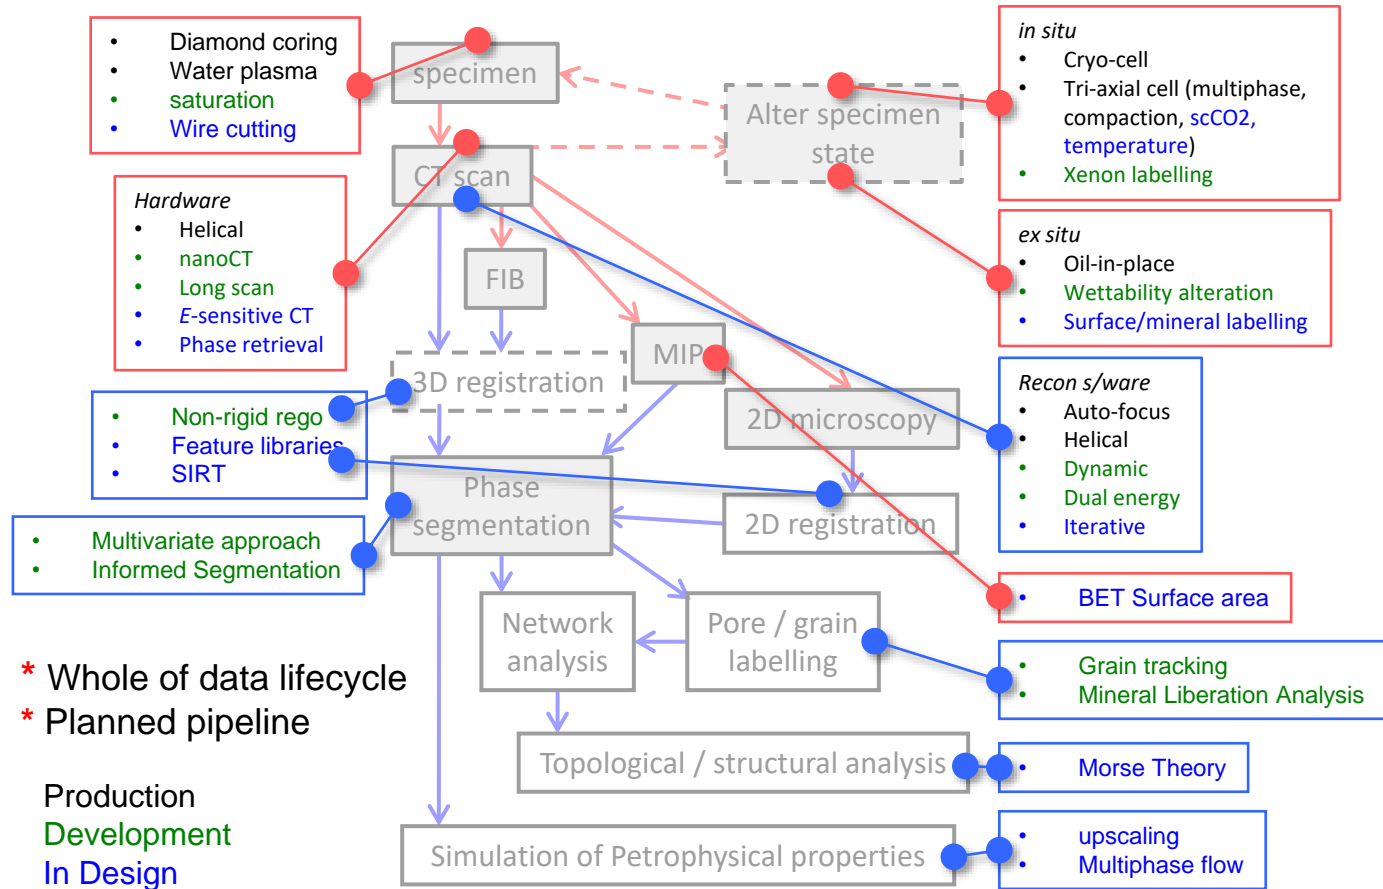 • Diamond coring
• Water plasma
• saturation
• Wire cutting
specimen
Alter specimen
state
in situ
• Cryo-cell
• Tri-axial cell (multiphase,
compaction, scCO2,
temperature)
• Xenon labelling
CT scan
Hardware
• Helical
• nanoCT
• Long scan
• E-sensitive CT
• Phase retrieval
ex situ
• Oil-in-place
• Wettability alteration
• Surface/mineral labelling
FIB
MIP
3D registration
2D microscopy
Recon s/ware
• Auto-focus
• Helical
• Dynamic
• Dual energy
• Iterative
• Non-rigid rego
• Feature libraries
• SIRT
Phase
segmentation
2D registration
• Multivariate approach
• Informed Segmentation
• BET Surface area
Network
analysis
Pore / grain
labelling
• Grain tracking
• Mineral Liberation Analysis
* Whole of data lifecycle
* Planned pipeline
Topological / structural analysis
• Morse Theory
Production
Development
In Design
Simulation of Petrophysical properties
• upscaling
• Multiphase flow